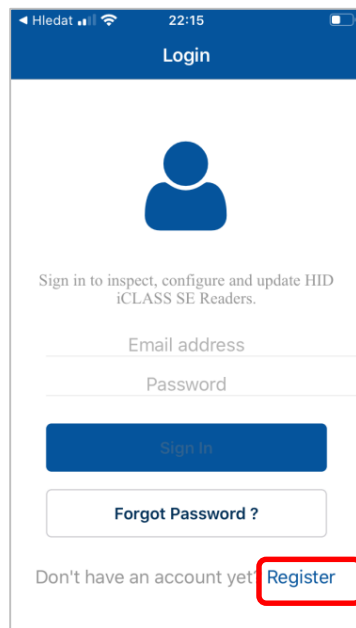 ◀ Hledat 22:15
Login
Sign in to inspect, configure and update HID
iCLASS SE Readers.
Email address
Password
Sign In
Forgot Password ?
Don't have an account yet? Register